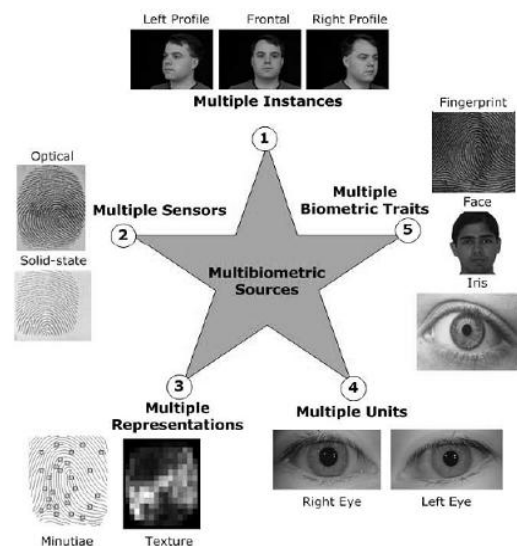 Left Profile
Frontal
Right Profile
Multiple Instances
1
Fingerprint
Optical
Multiple Sensors
2
Multiple
Biometric Traits
5
Face
Solid-state
Multibiometric
Sources
Iris
3
Multiple
Representations
4
Multiple Units
Right Eye
Left Eye
Minutiae
Texture